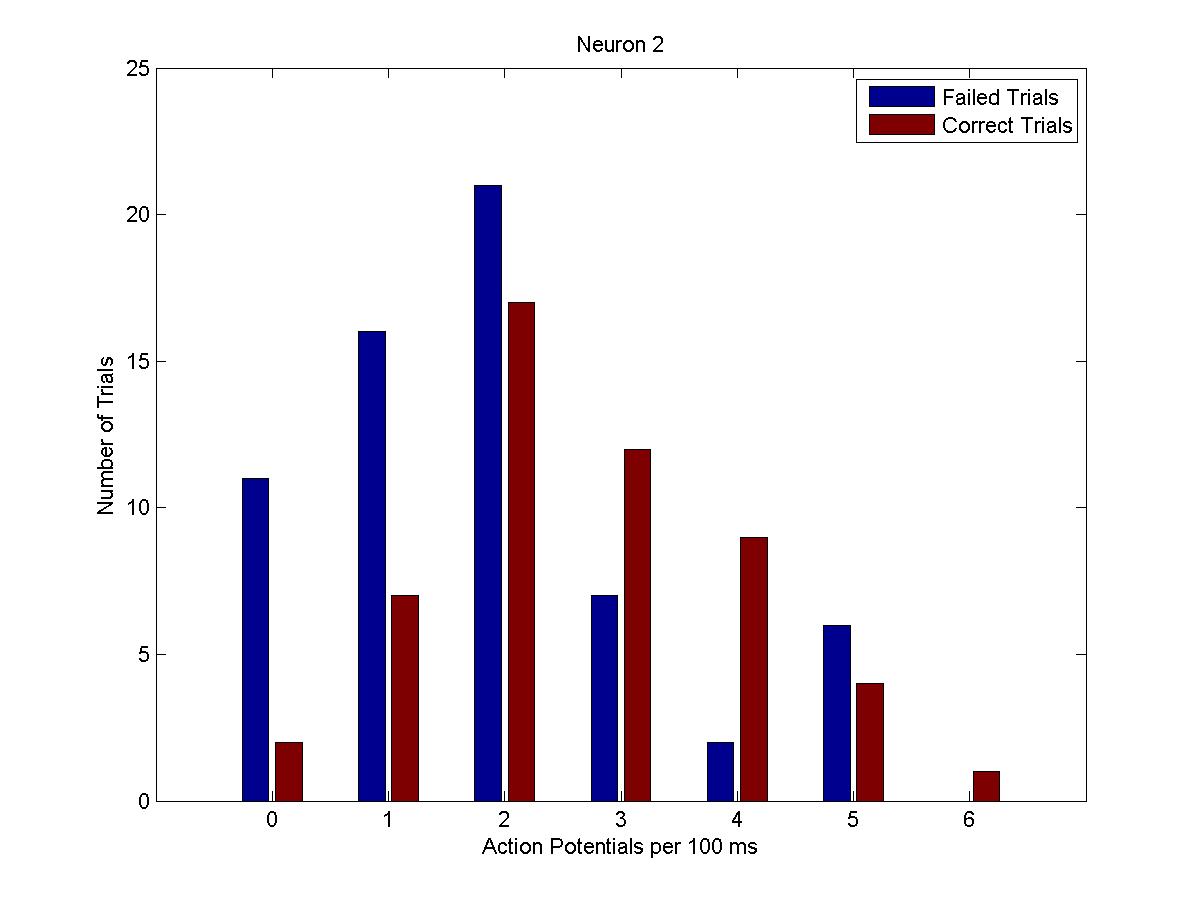 Neuron 2
Failed Trials
Correct Trials
25
20
15
10
5
0
Number of Trials
0 1 2 3 4 5 6
Action Potentials per 100 ms